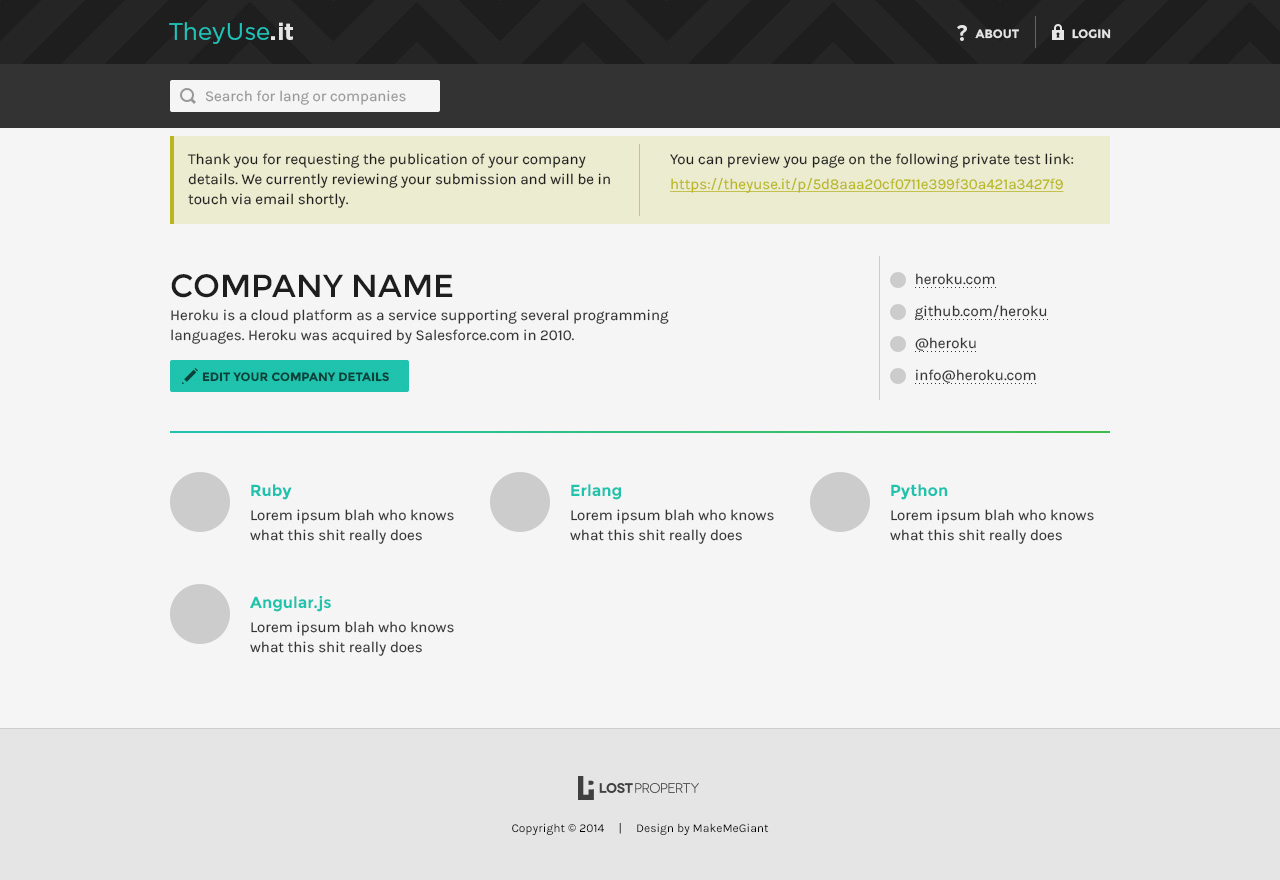 TheyUse.it
? ABOUT
LOGIN
Search for lang or companies
Thank you for requesting the publication of your company
details. We currently reviewing your submission and will be in
touch via email shortly.
You can preview you page on the following private test link:
https://theyuse.it/p/5d8aaa20cf0711e399f30a421a3427f9
COMPANY NAME
Heroku is a cloud platform as a service supporting several programming
languages. Heroku was acquired by Salesforce.com in 2010.
EDIT YOUR COMPANY DETAILS
heroku.com
github.com/heroku
@heroku
info@heroku.com
Ruby
Lorem ipsum blah who knows
what this shit really does
Erlang
Lorem ipsum blah who knows
what this shit really does
Python
Lorem ipsum blah who knows
what this shit really does
Angular.js
Lorem ipsum blah who knows
what this shit really does
LOSTPROPERTY
Copyright © 2014 | Design by MakeMeGiant